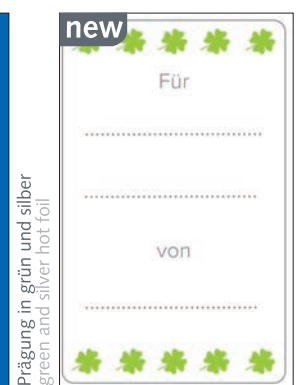 new
Für
von
Prägung in grün und silber
green and silver hot foil